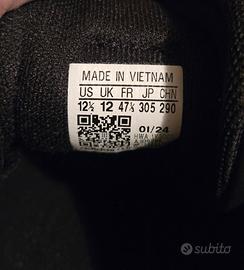 MADE IN VIETNAM
US UK FR JP CHN
12½ 12 47⅓ 305 290
01/24
subito